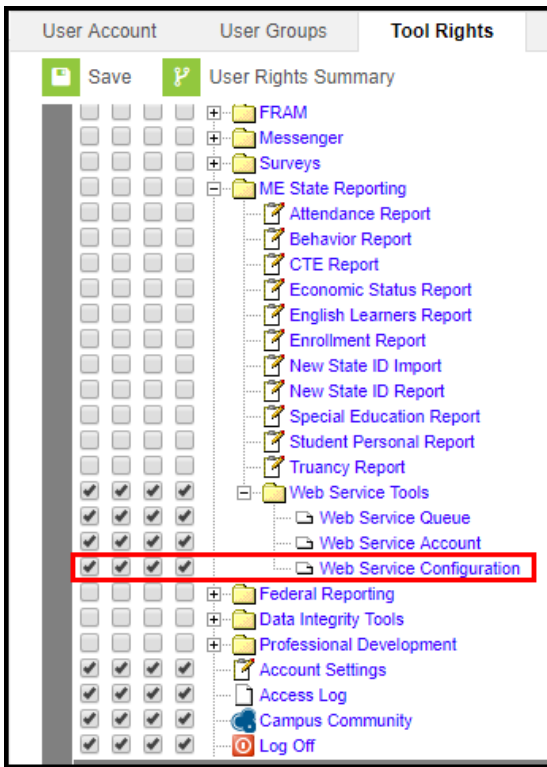 User Account User Groups Tool Rights
Save User Rights Summary
FRAM
Messenger
Surveys
ME State Reporting
Attendance Report
Behavior Report
CTE Report
Economic Status Report
English Learners Report
Enrollment Report
New State ID Import
New State ID Report
Special Education Report
Student Personal Report
Truancy Report
Web Service Tools
Web Service Queue
Web Service Account
Web Service Configuration
Federal Reporting
Data Integrity Tools
Professional Development
Account Settings
Access Log
Campus Community
Log Off